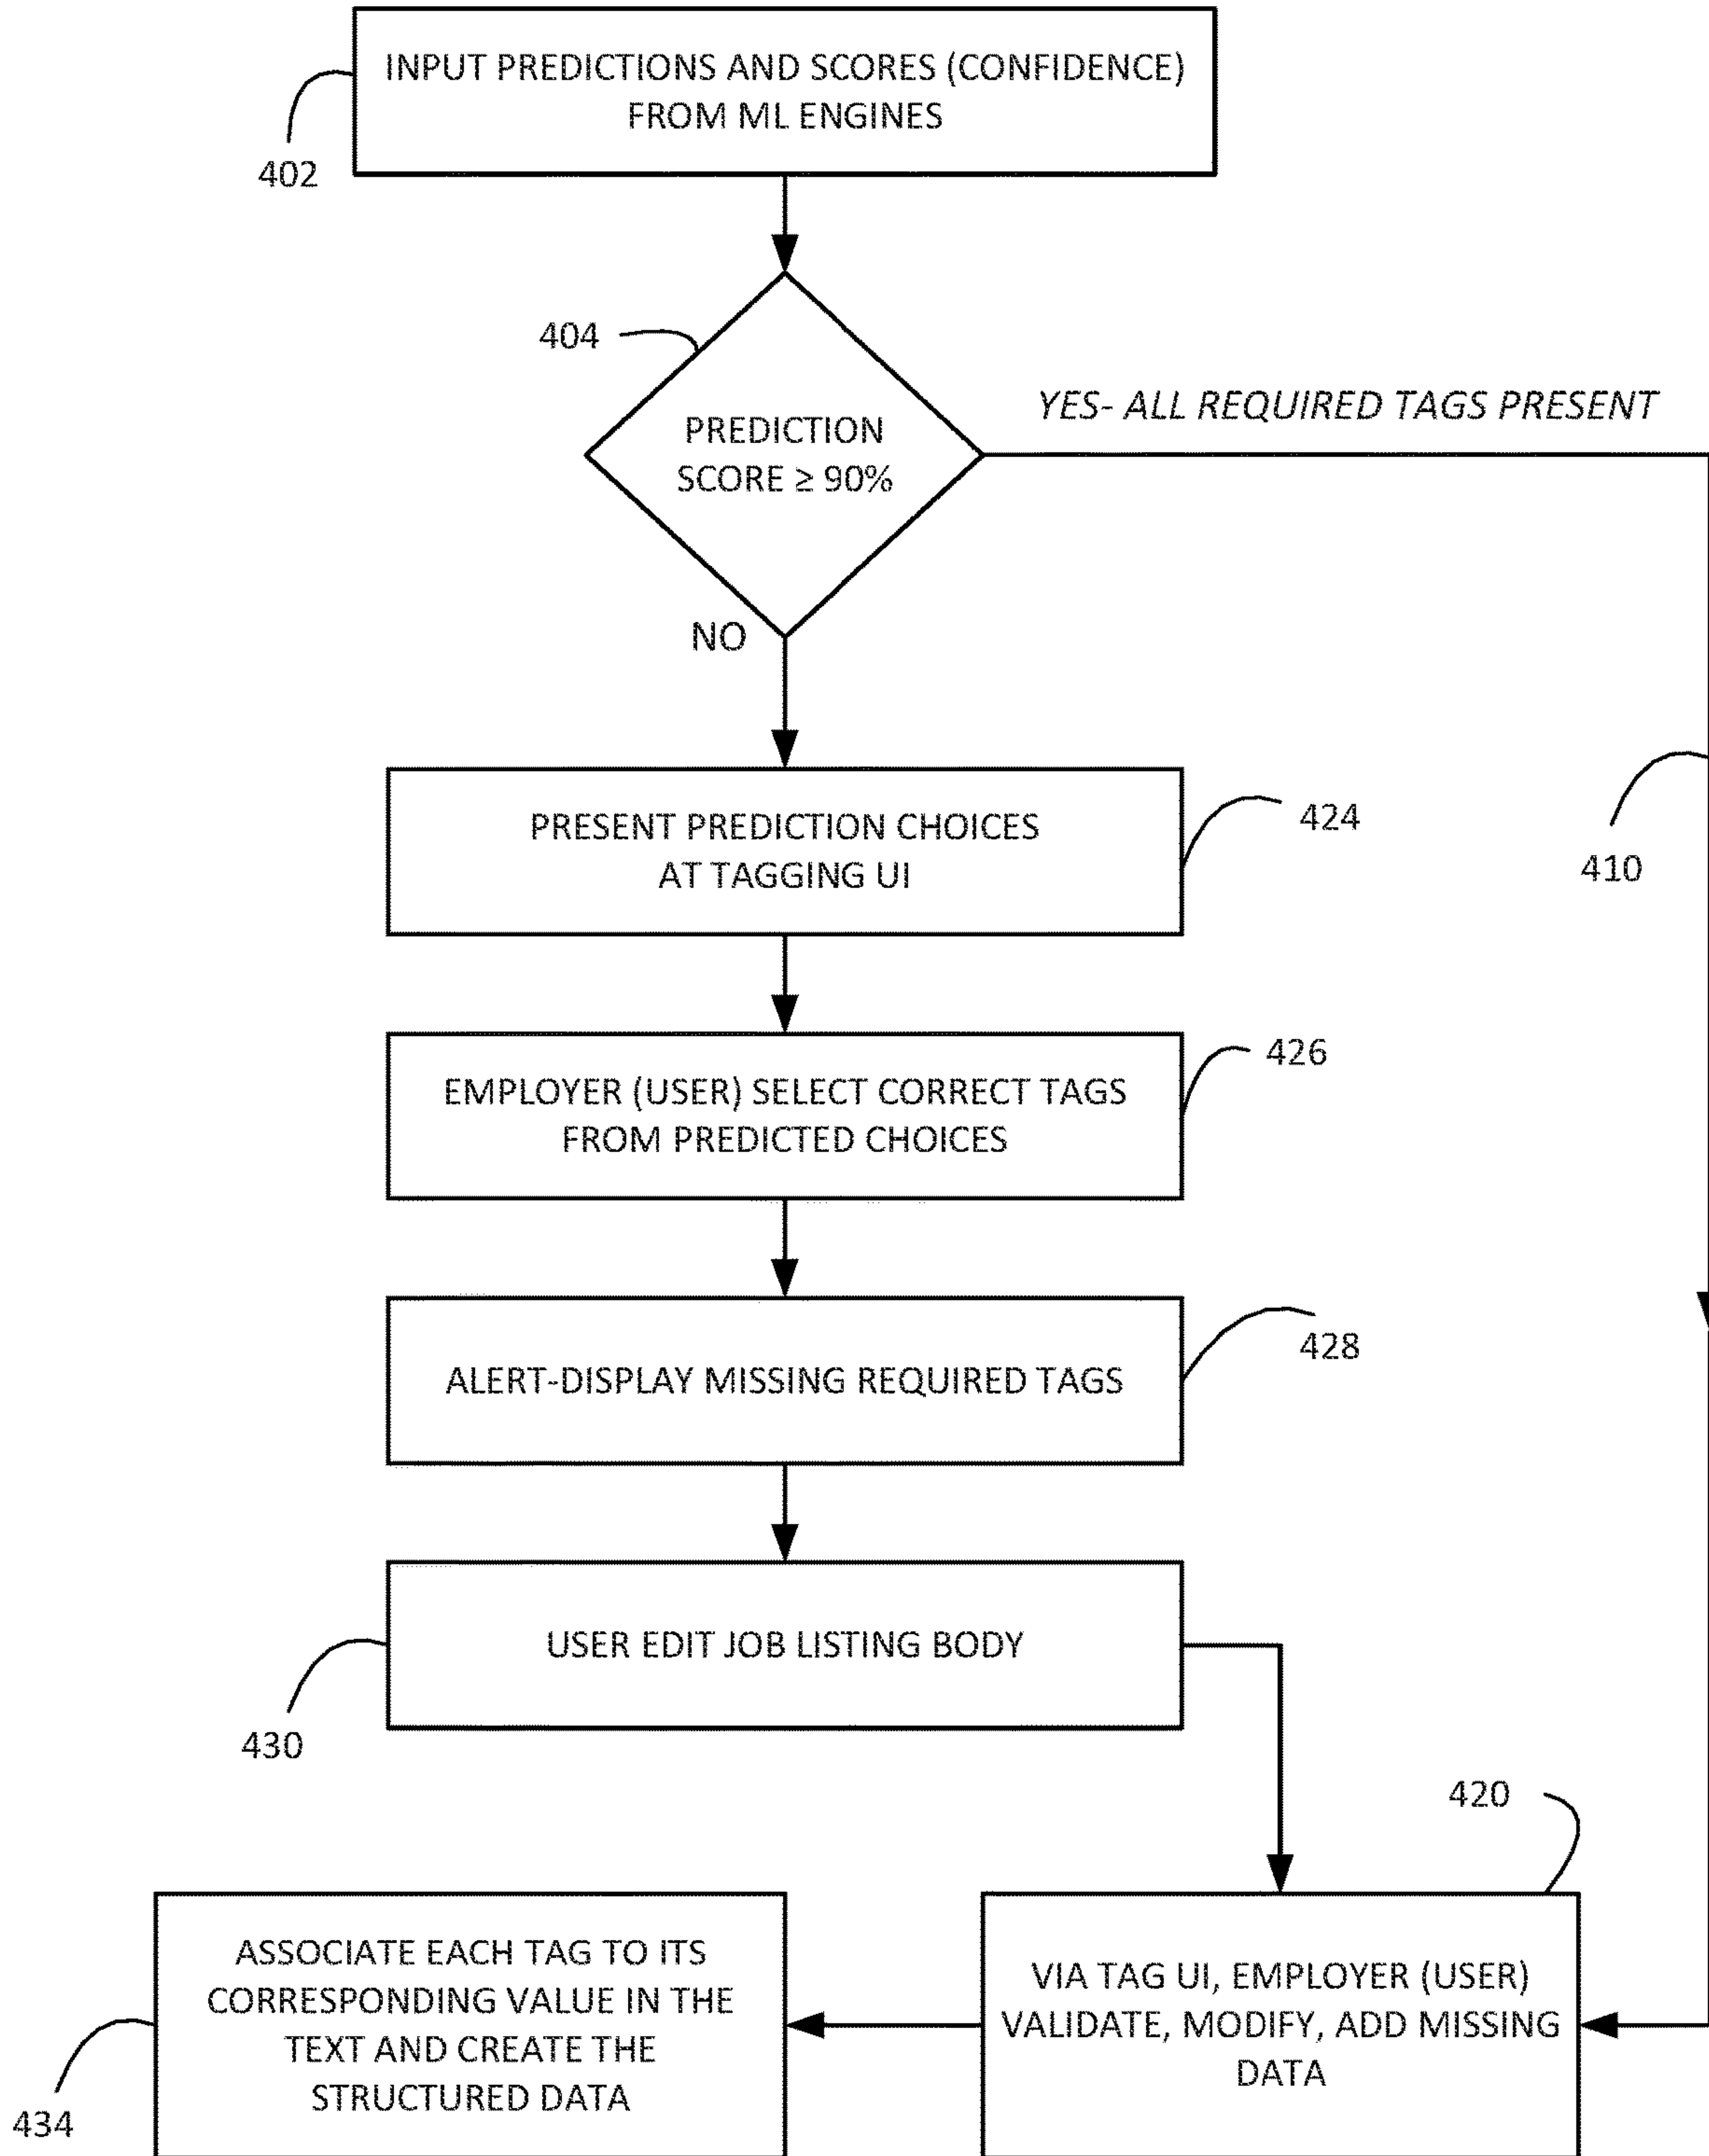 INPUT PREDICTIONS AND SCORES (CONFIDENCE)
FROM ML ENGINES
402
404
PREDICTION
SCORE ≥ 90%
YES- ALL REQUIRED TAGS PRESENT
NO
410
PRESENT PREDICTION CHOICES
AT TAGGING UI
424
EMPLOYER (USER) SELECT CORRECT TAGS
FROM PREDICTED CHOICES
426
ALERT-DISPLAY MISSING REQUIRED TAGS
428
USER EDIT JOB LISTING BODY
430
420
VIA TAG UI, EMPLOYER (USER)
VALIDATE, MODIFY, ADD MISSING
DATA
ASSOCIATE EACH TAG TO ITS
CORRESPONDING VALUE IN THE
TEXT AND CREATE THE
STRUCTURED DATA
434